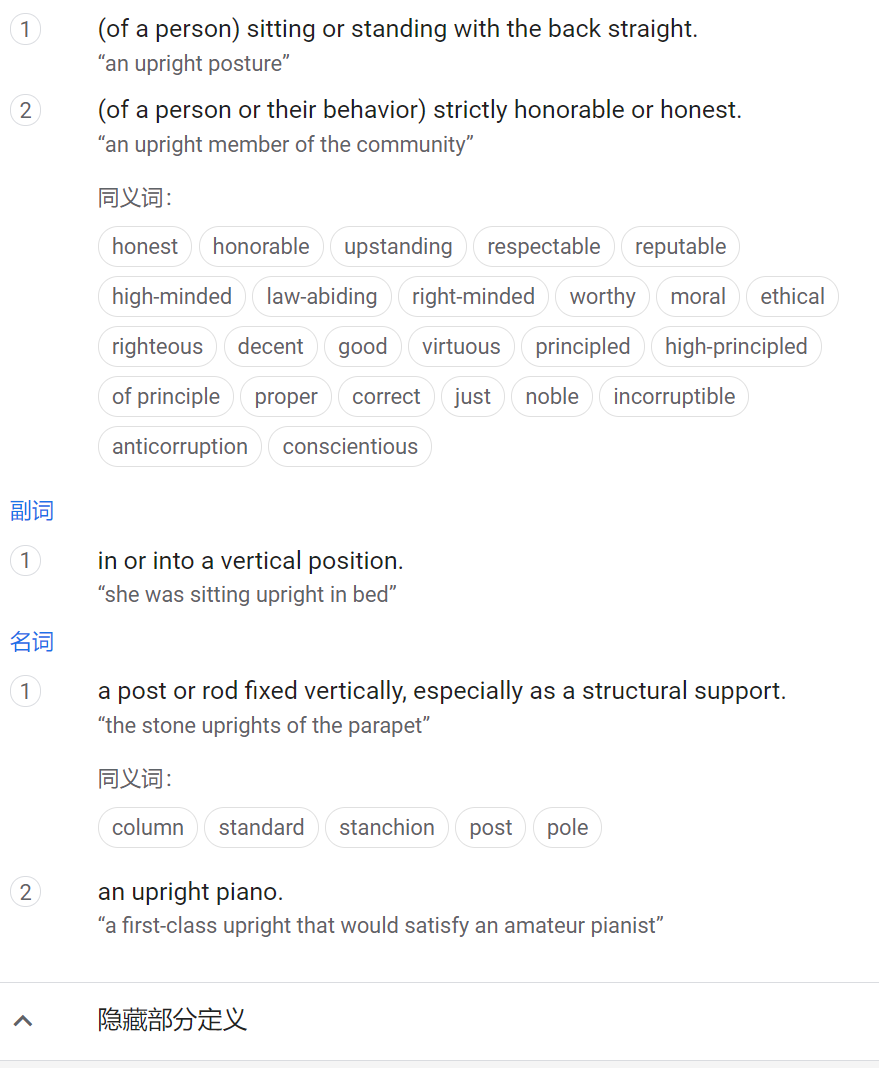 1 (of a person) sitting or standing with the back straight.
“an upright posture”
2 (of a person or their behavior) strictly honorable or honest.
“an upright member of the community”
同义词：
honest honorable upstanding respectable reputable
high-minded law-abiding right-minded worthy moral ethical
righteous decent good virtuous principled high-principled
of principle proper correct just noble incorruptible
anticorruption conscientious
副词
1 in or into a vertical position.
“she was sitting upright in bed”
名词
1 a post or rod fixed vertically, especially as a structural support.
“the stone uprights of the parapet”
同义词：
column standard stanchion post pole
2 an upright piano.
“a first-class upright that would satisfy an amateur pianist”
隐藏部分定义